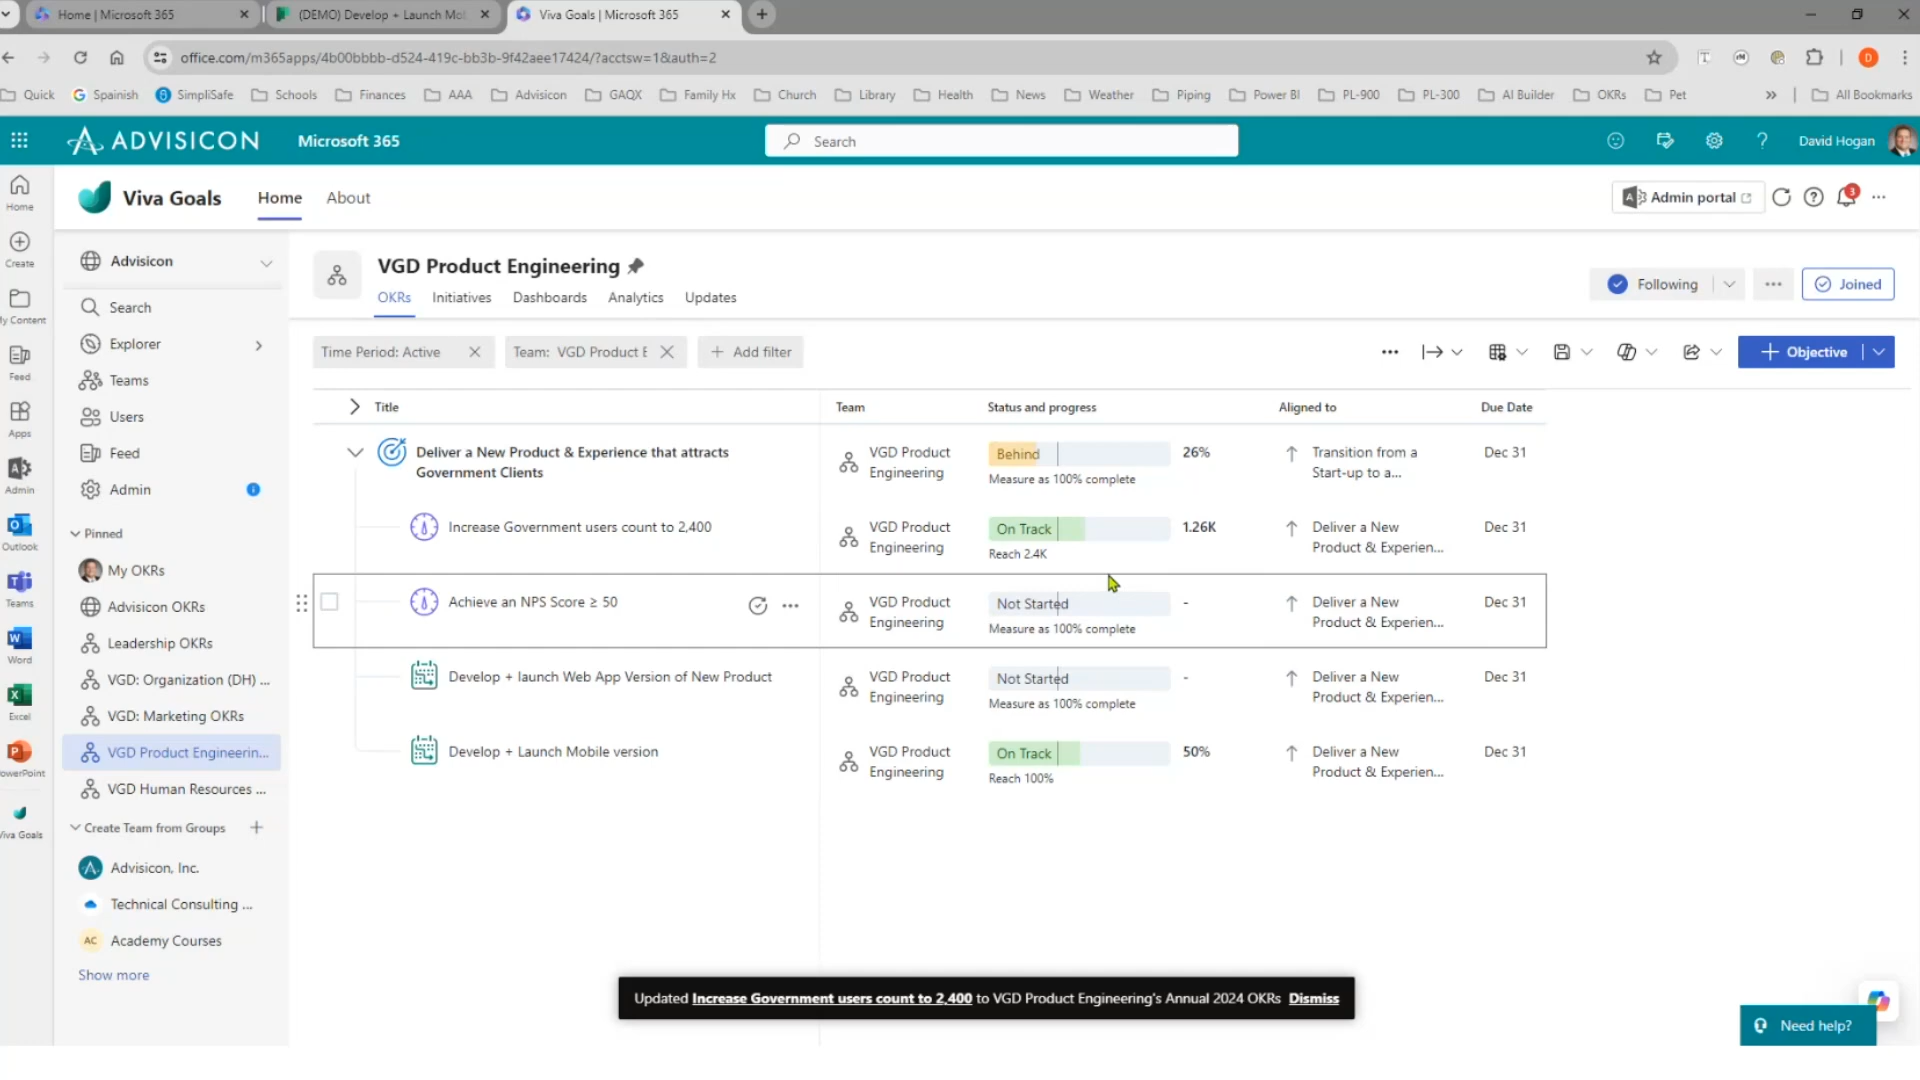 Home | Microsoft 365
(DEMO) Develop + Launch Mo
Viva Goals | Microsoft 365
office.com/m365apps/4b00bbbb-d524-419c-bb3b-9f42aee17424/?acctsw=1&auth=2
D
Quick
Spainish
SimpliSafe
Schools
Finances
AAA
Advisicon
GAQX
Family Hx
Church
Library
Health
News
Weather
Piping
Power BI
PL-900
PL-300
AI Builder
OKRs
Pet
All Bookmarks
ADVISICON
Microsoft 365
Search
David Hogan
Home
Create
My Content
Feed
Apps
Admin
Outlook
Teams
Word
Excel
PowerPoint
Viva Goals
Viva Goals
Home
About
Admin portal
3
Advisicon
Search
Explorer
Teams
Users
Feed
Admin
Pinned
My OKRs
Advisicon OKRs
Leadership OKRs
VGD: Organization (DH) ...
VGD: Marketing OKRs
VGD Product Engineerin...
VGD Human Resources ...
Create Team from Groups
Advisicon, Inc.
Technical Consulting ...
AC
Academy Courses
Show more
VGD Product Engineering
OKRs
Initiatives
Dashboards
Analytics
Updates
Following
Joined
Time Period: Active
Team: VGD Product E
Add filter
Objective
Title
Team
Status and progress
Aligned to
Due Date
Deliver a New Product & Experience that attracts
Government Clients
VGD Product
Engineering
Behind
26%
Measure as 100% complete
Transition from a
Start-up to a...
Dec 31
Increase Government users count to 2,400
VGD Product
Engineering
On Track
1.26K
Reach 2.4K
Deliver a New
Product & Experien...
Dec 31
Achieve an NPS Score ≥ 50
VGD Product
Engineering
Not Started
-
Measure as 100% complete
Deliver a New
Product & Experien...
Dec 31
Develop + launch Web App Version of New Product
VGD Product
Engineering
Not Started
-
Measure as 100% complete
Deliver a New
Product & Experien...
Dec 31
Develop + Launch Mobile version
VGD Product
Engineering
On Track
50%
Reach 100%
Deliver a New
Product & Experien...
Dec 31
Updated Increase Government users count to 2,400 to VGD Product Engineering's Annual 2024 OKRs Dismiss
Need help?